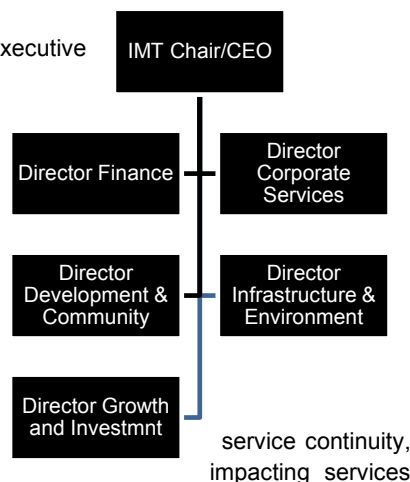 xecutive
IMT Chair/CEO
Director Finance
Director
Corporate
Services
Director
Development &
Community
Director
Infrastructure &
Environment
Director Growth
and Investmnt
service continuity,
impacting services